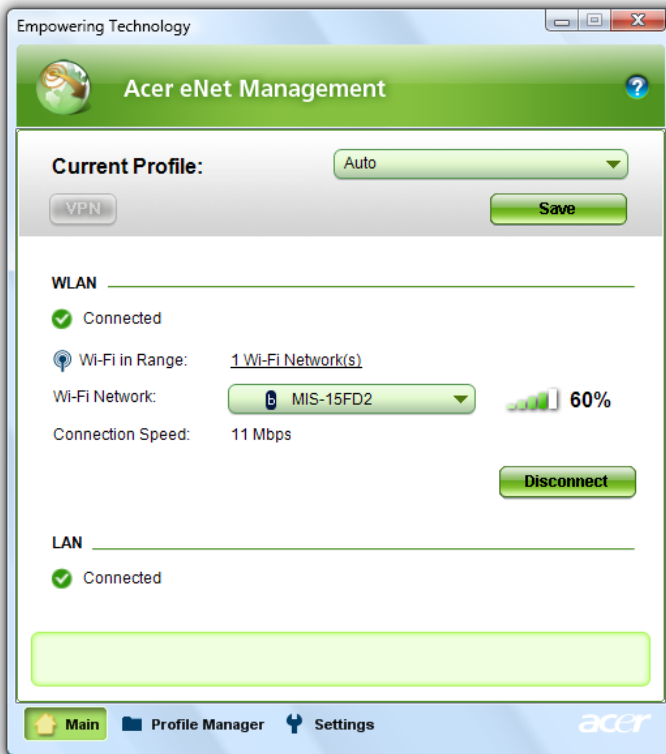 Empowering Technology
Acer eNet Management
?
Current Profile:
Auto
VPN
Save
WLAN
Connected
Wi-Fi in Range:
1 Wi-Fi Network(s)
Wi-Fi Network:
b MIS-15FD2
60%
Connection Speed:
11 Mbps
Disconnect
LAN
Connected
Main
Profile Manager
Settings
acer